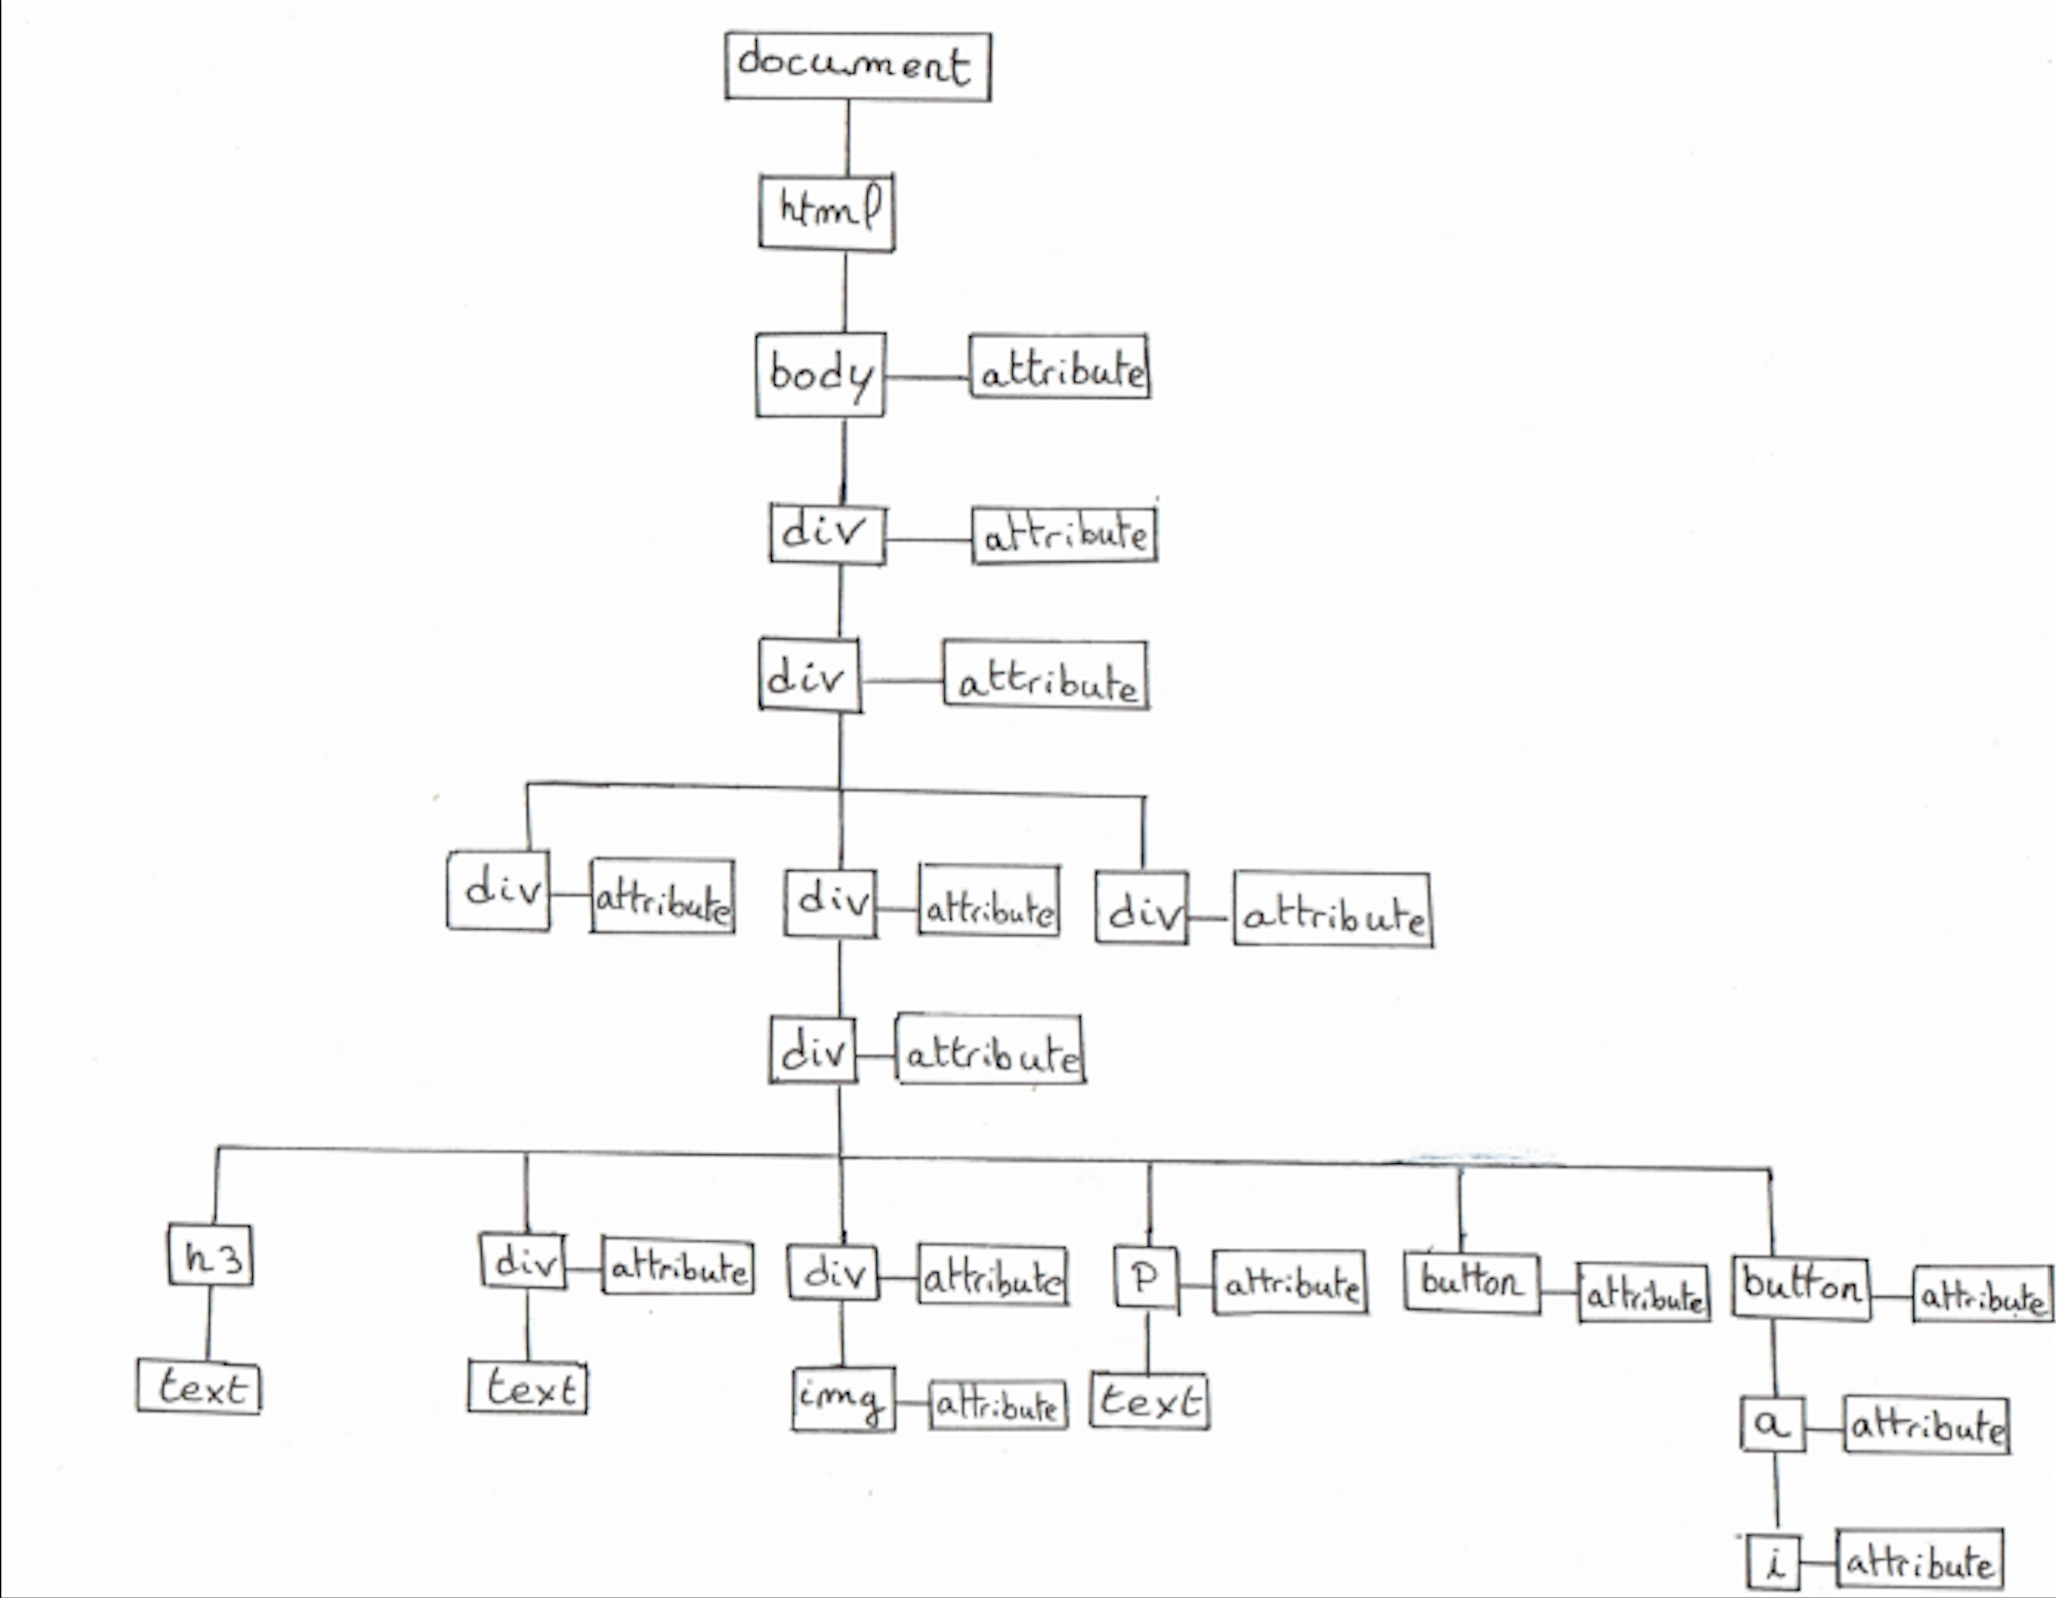 document
html
body attribute
div attribute
div attribute
div attribute div attribute div attribute
div attribute
h3 div attribute div attribute P attribute button attribute button attribute
text text img attribute text
a attribute
i attribute